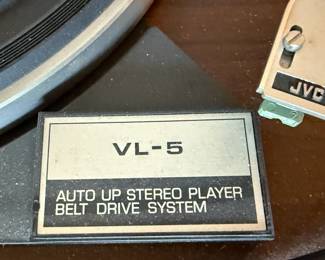 JVC
VL-5
AUTO UP STEREO PLAYER
BELT DRIVE SYSTEM